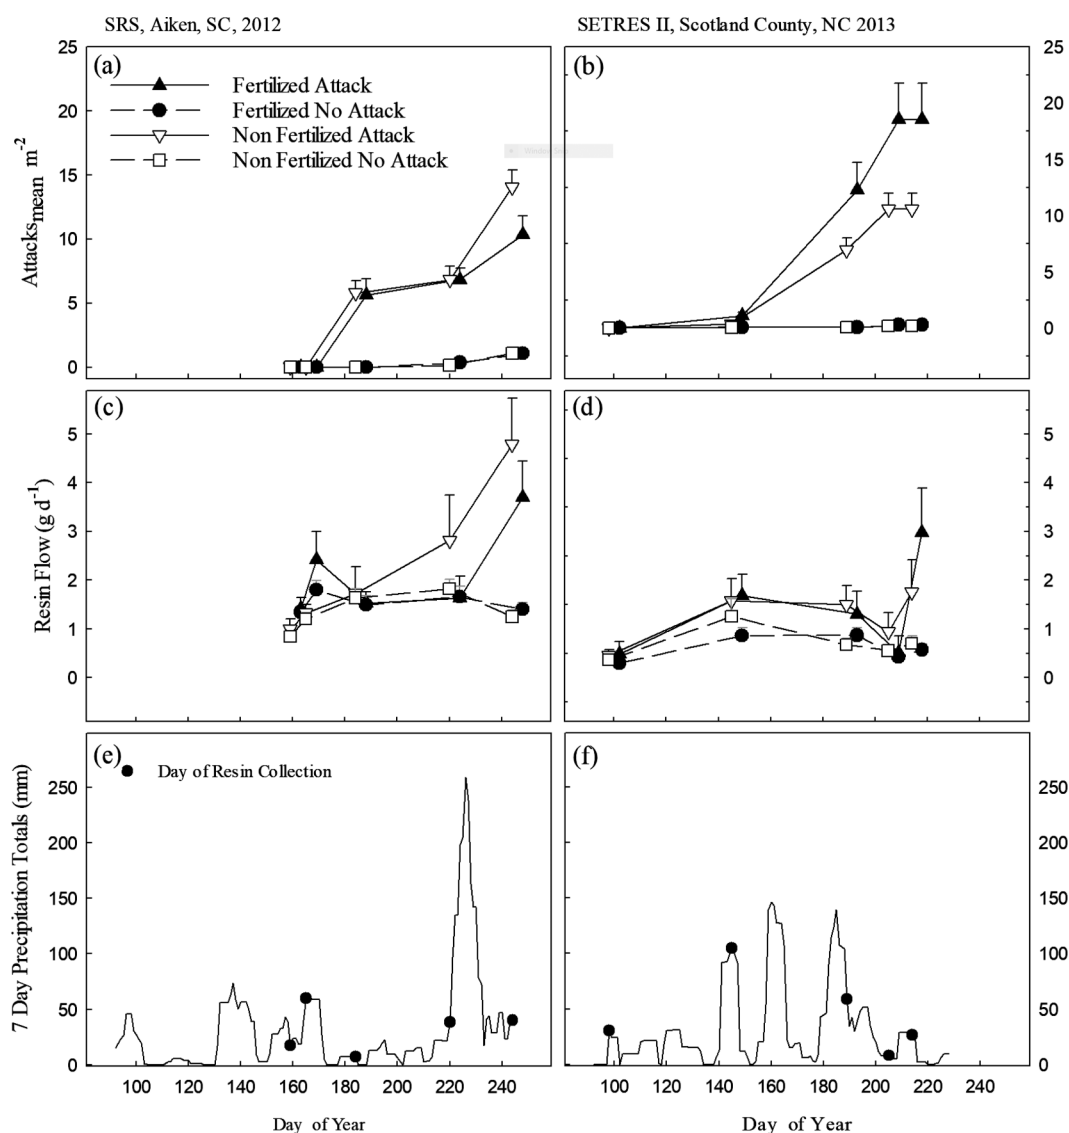 SRS, Aiken, SC, 2012
SETRES II, Scotland County, NC 2013
(a)
Fertilized Attack
Fertilized No Attack
Non Fertilized Attack
Non Fertilized No Attack
25
20
15
10
5
0
Attacks mean m-2
(b)
25
20
15
10
5
0
(c)
5
4
3
2
1
0
Resin Flow (g d-1)
(d)
5
4
3
2
1
0
(e)
Day of Resin Collection
250
200
150
100
50
0
7 Day Precipitation Totals (mm)
(f)
250
200
150
100
50
0
100 120 140 160 180 200 220 240
100 120 140 160 180 200 220 240
Day of Year
Day of Year